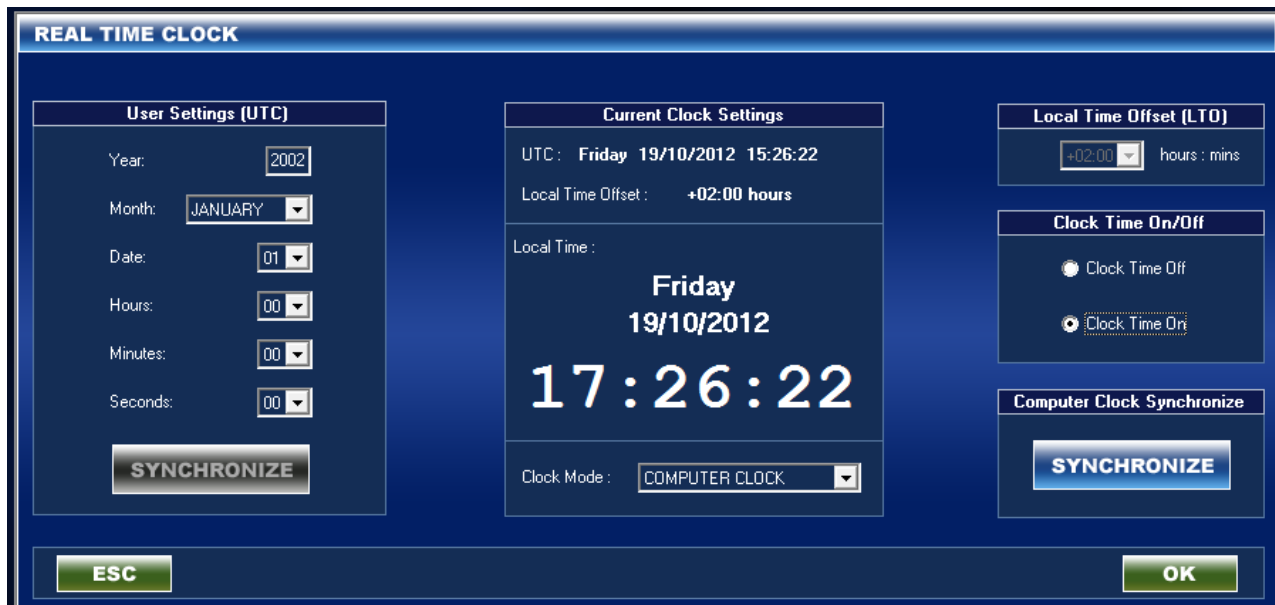 REAL TIME CLOCK
User Settings (UTC)
Year: 2002
Month: JANUARY
Date: 01
Hours: 00
Minutes: 00
Seconds: 00
SYNCHRONIZE
Current Clock Settings
UTC : Friday 19/10/2012 15:26:22
Local Time Offset : +02:00 hours
Local Time :
Friday
19/10/2012
17:26:22
Clock Mode : COMPUTER CLOCK
Local Time Offset (LTO)
+02:00 hours : mins
Clock Time On/Off
Clock Time Off
Clock Time On
Computer Clock Synchronize
SYNCHRONIZE
ESC
OK